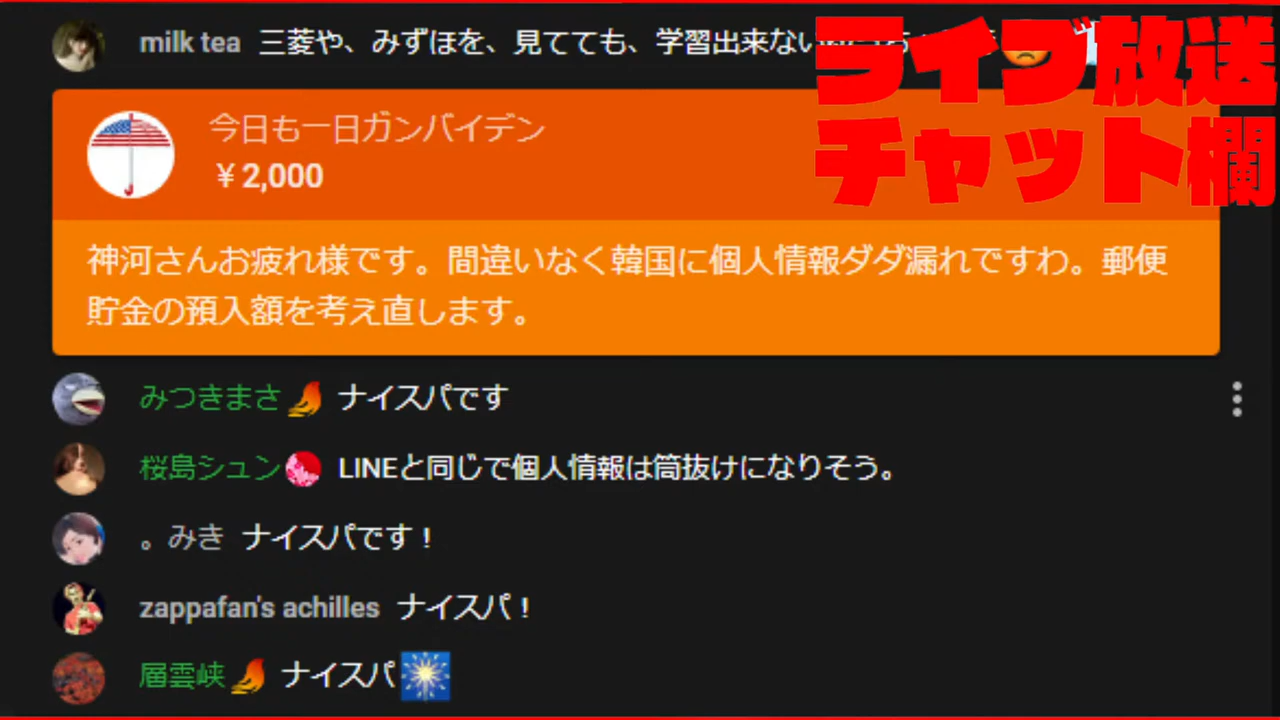 milk tea 三菱や、みずほを、見てても、学習出来ない
ライブ放送
チャット欄
今日も一日ガンバイデン
￥2,000
神河さんお疲れ様です。間違いなく韓国に個人情報ダダ漏れですわ。郵便
貯金の預入額を考え直します。
みつきまさ ナイスパです
桜島シュン LINEと同じで個人情報は筒抜けになりそう。
。みき ナイスパです！
zappafan's achilles ナイスパ！
層雲峡 ナイスパ